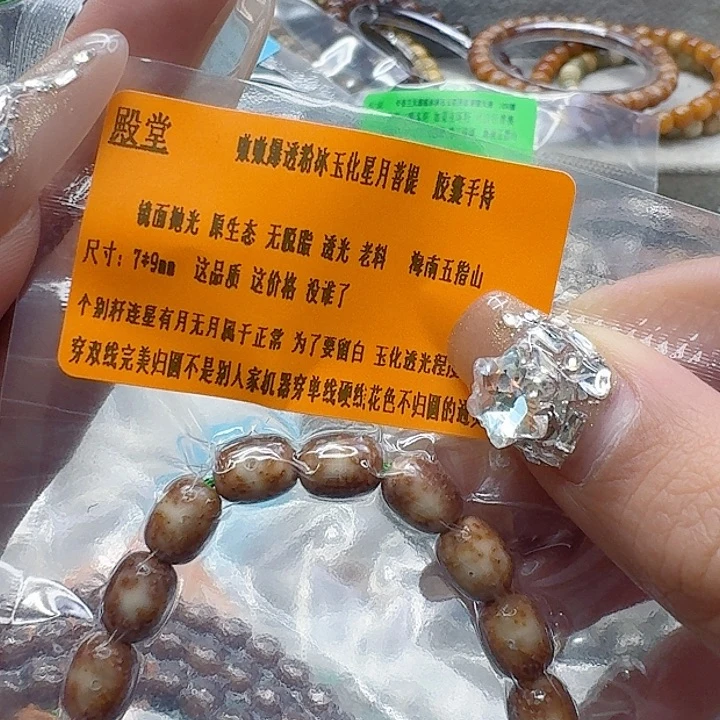 殿堂
嗷嗷爆透粉冰玉化星月菩提 胶囊手持
镜面抛光 原生态 无脱脂 透光 老料 海南五指山
尺寸：7*9mm 这品质 这价格 没谁了
个别籽连星有月无月属于正常 为了要留白 玉化透光程度
穿双线完美归圆不是别人家机器穿单线硬线花色不归圆的